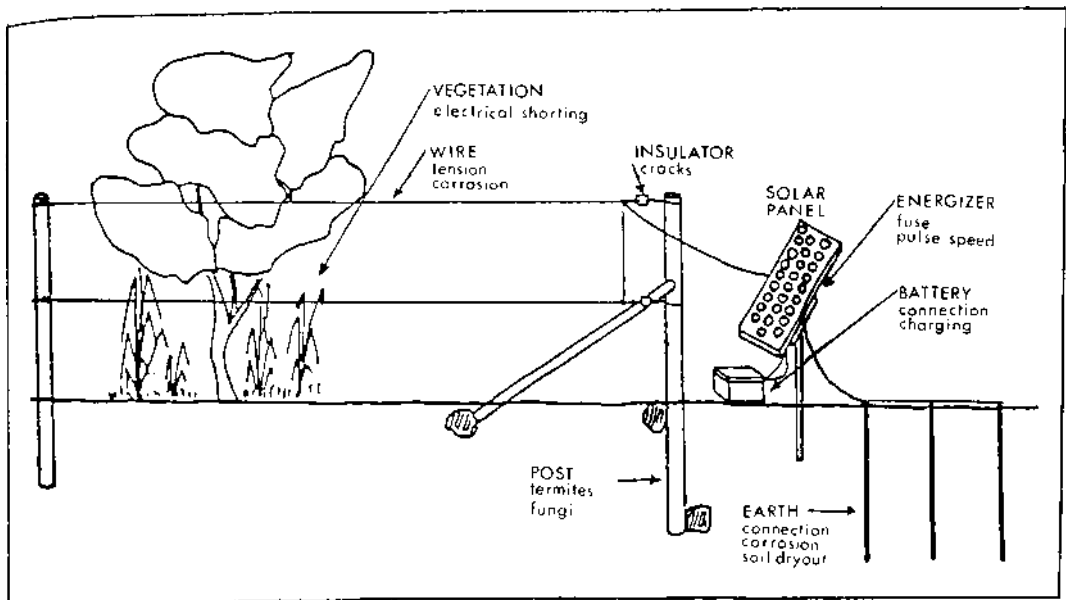 VEGETATION
electrical shorting
WIRE
tension
corrosion
INSULATOR
cracks
SOLAR
PANEL
ENERGIZER
fuse
pulse speed
BATTERY
connection
charging
POST
termites
fungi
EARTH
connection
corrosion
soil dryout